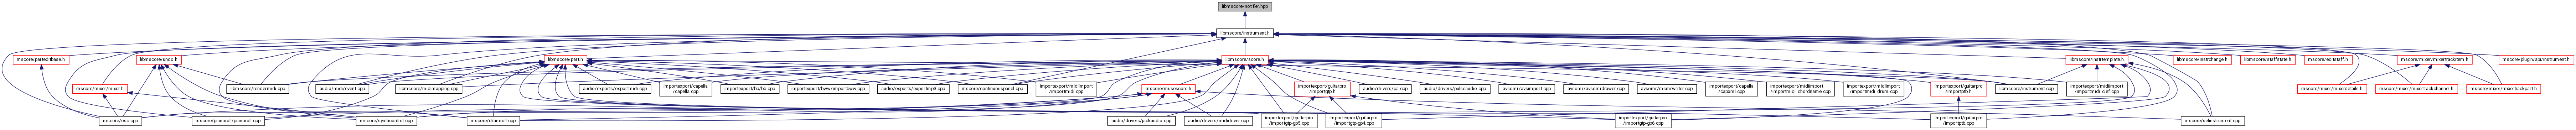 libmscore/notifier.hpp
libmscore/instrument.h
mscore/parteditbase.h
libmscore/undo.h
libmscore/part.h
libmscore/score.h
libmscore/instrtemplate.h
mscore/instrchange.h
libmscore/staffstate.h
mscore/editstaff.h
mscore/mixer/mixertrackitem.h
mscore/plugin/api/instrument.h
mscore/mixer/mixer.h
libmscore/rendermidi.cpp
audio/midi/event.cpp
libmscore/midimapping.cpp
audio/exports/exportmidi.cpp
importexport/capella
/capella.cpp
importexport/bb/bb.cpp
importexport/bww/importbww.cpp
audio/exports/exportmp3.cpp
mscore/continuouspanel.cpp
importexport/midiimport
/importmidi.cpp
mscore/musescore.h
importexport/guitarpro
/importgtp.h
audio/drivers/pa.cpp
audio/drivers/pulseaudio.cpp
avsomr/avsomrimport.cpp
avsomr/avsomrdrawer.cpp
avsomr/msmrwriter.cpp
importexport/capella
/capxml.cpp
importexport/midiimport
/importmidi_chordname.cpp
importexport/midiimport
/importmidi_drum.cpp
importexport/guitarpro
/importptb.h
libmscore/instrument.cpp
importexport/midiimport
/importmidi_clef.cpp
mscore/mixer/mixerdetails.h
mscore/mixer/mixertrackchannel.h
mscore/mixer/mixertrackpart.h
mscore/osc.cpp
mscore/pianoroll/pianoroll.cpp
mscore/synthcontrol.cpp
mscore/drumroll.cpp
audio/drivers/jackaudio.cpp
audio/drivers/mididriver.cpp
importexport/guitarpro
/importgtp-gp5.cpp
importexport/guitarpro
/importgtp-gp4.cpp
importexport/guitarpro
/importgtp-gp6.cpp
importexport/guitarpro
/importptb.cpp
mscore/selinstrument.cpp